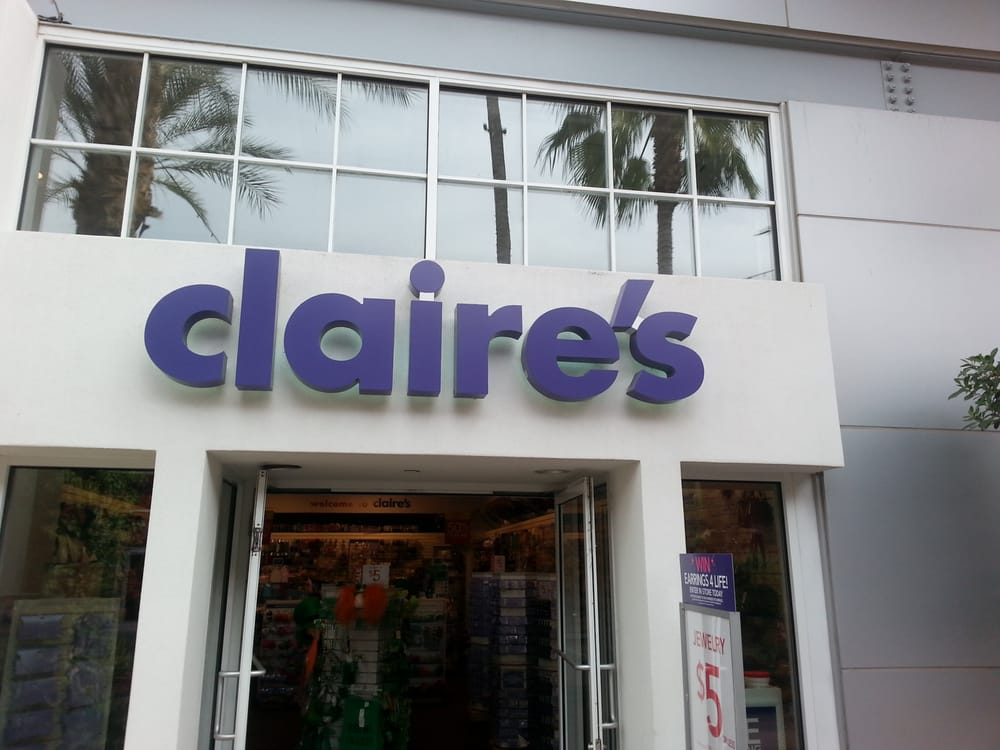 claire's
welcome to claire's
$5
WIN
EARRINGS 4 LIFE!
ENTER IN STORE TODAY
JEWELRY
$5